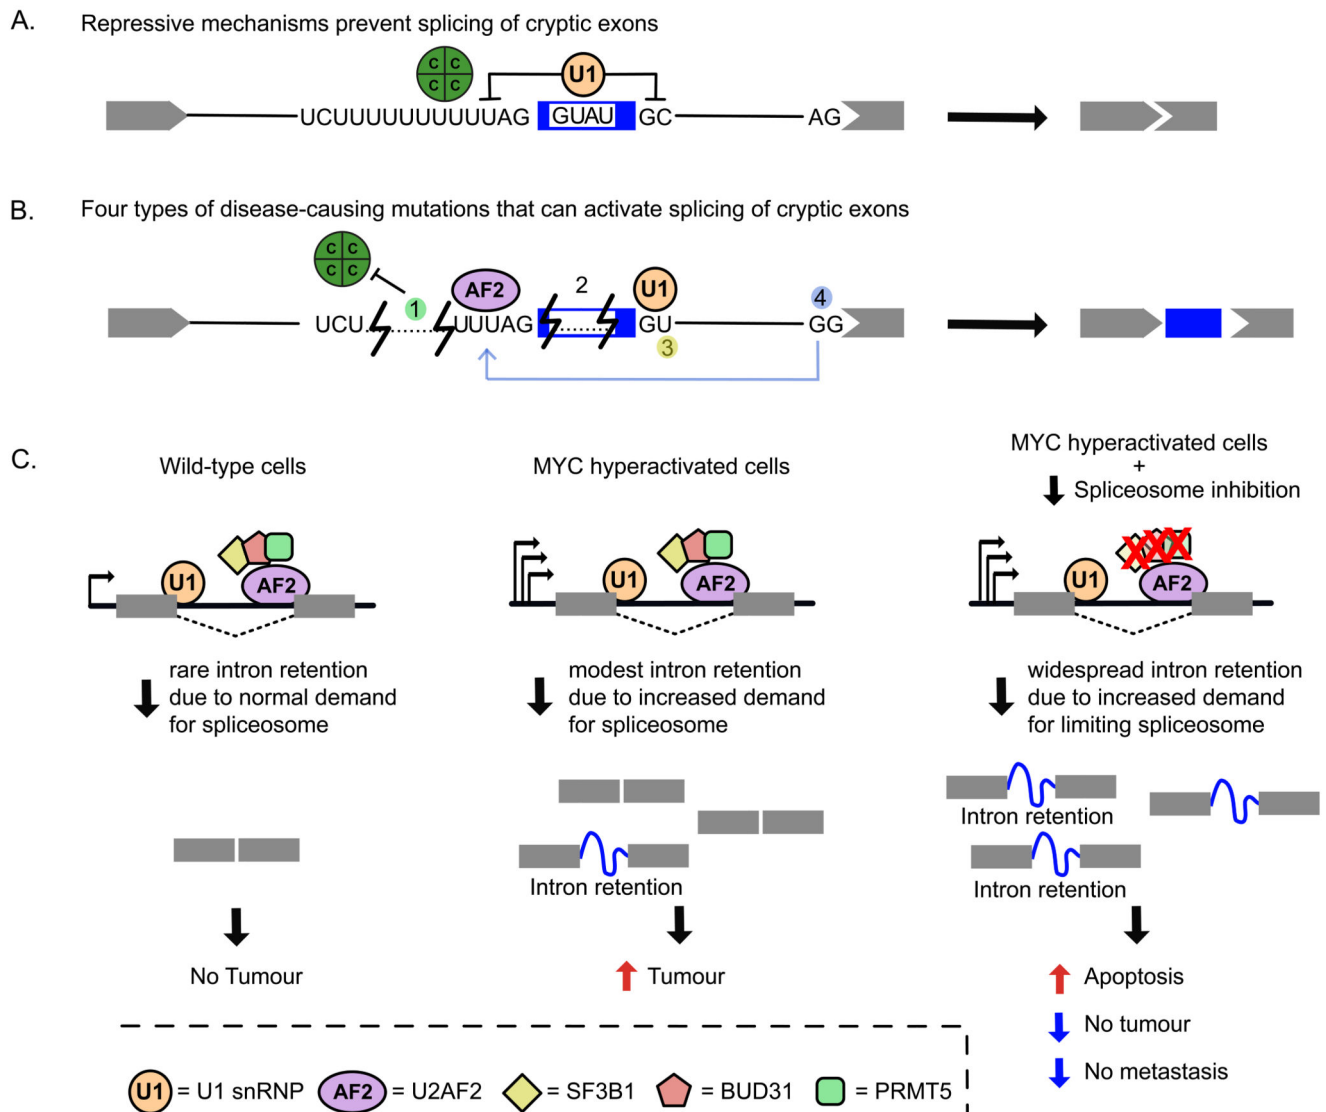 A. Repressive mechanisms prevent splicing of cryptic exons
C C
C C
U1
UCUUUUUUUUUUAG GUAU GC AG
B. Four types of disease-causing mutations that can activate splicing of cryptic exons
C C
C C
1 AF2 2 U1 4
UCU UUUAG GU GG
3
C.
Wild-type cells
U1 AF2
rare intron retention
due to normal demand
for spliceosome
No Tumour
MYC hyperactivated cells
U1 AF2
modest intron retention
due to increased demand
for spliceosome
Intron retention
Tumour
MYC hyperactivated cells
+
Spliceosome inhibition
U1 AF2
widespread intron retention
due to increased demand
for limiting spliceosome
Intron retention
Intron retention
Apoptosis
No tumour
No metastasis
U1 = U1 snRNP AF2 = U2AF2 = SF3B1 = BUD31 = PRMT5